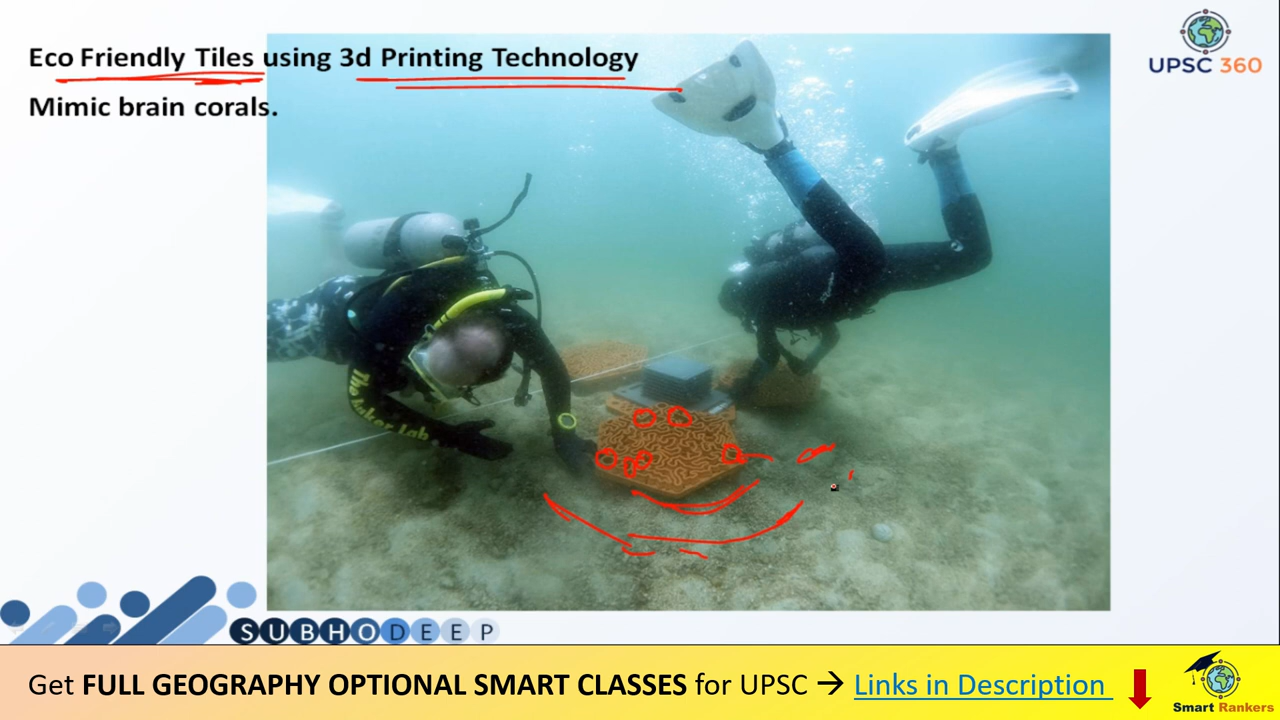 Eco Friendly Tiles using 3d Printing Technology
Mimic brain corals.
UPSC 360
SUBHODEEP
Get FULL GEOGRAPHY OPTIONAL SMART CLASSES for UPSC → Links in Description
Smart Rankers